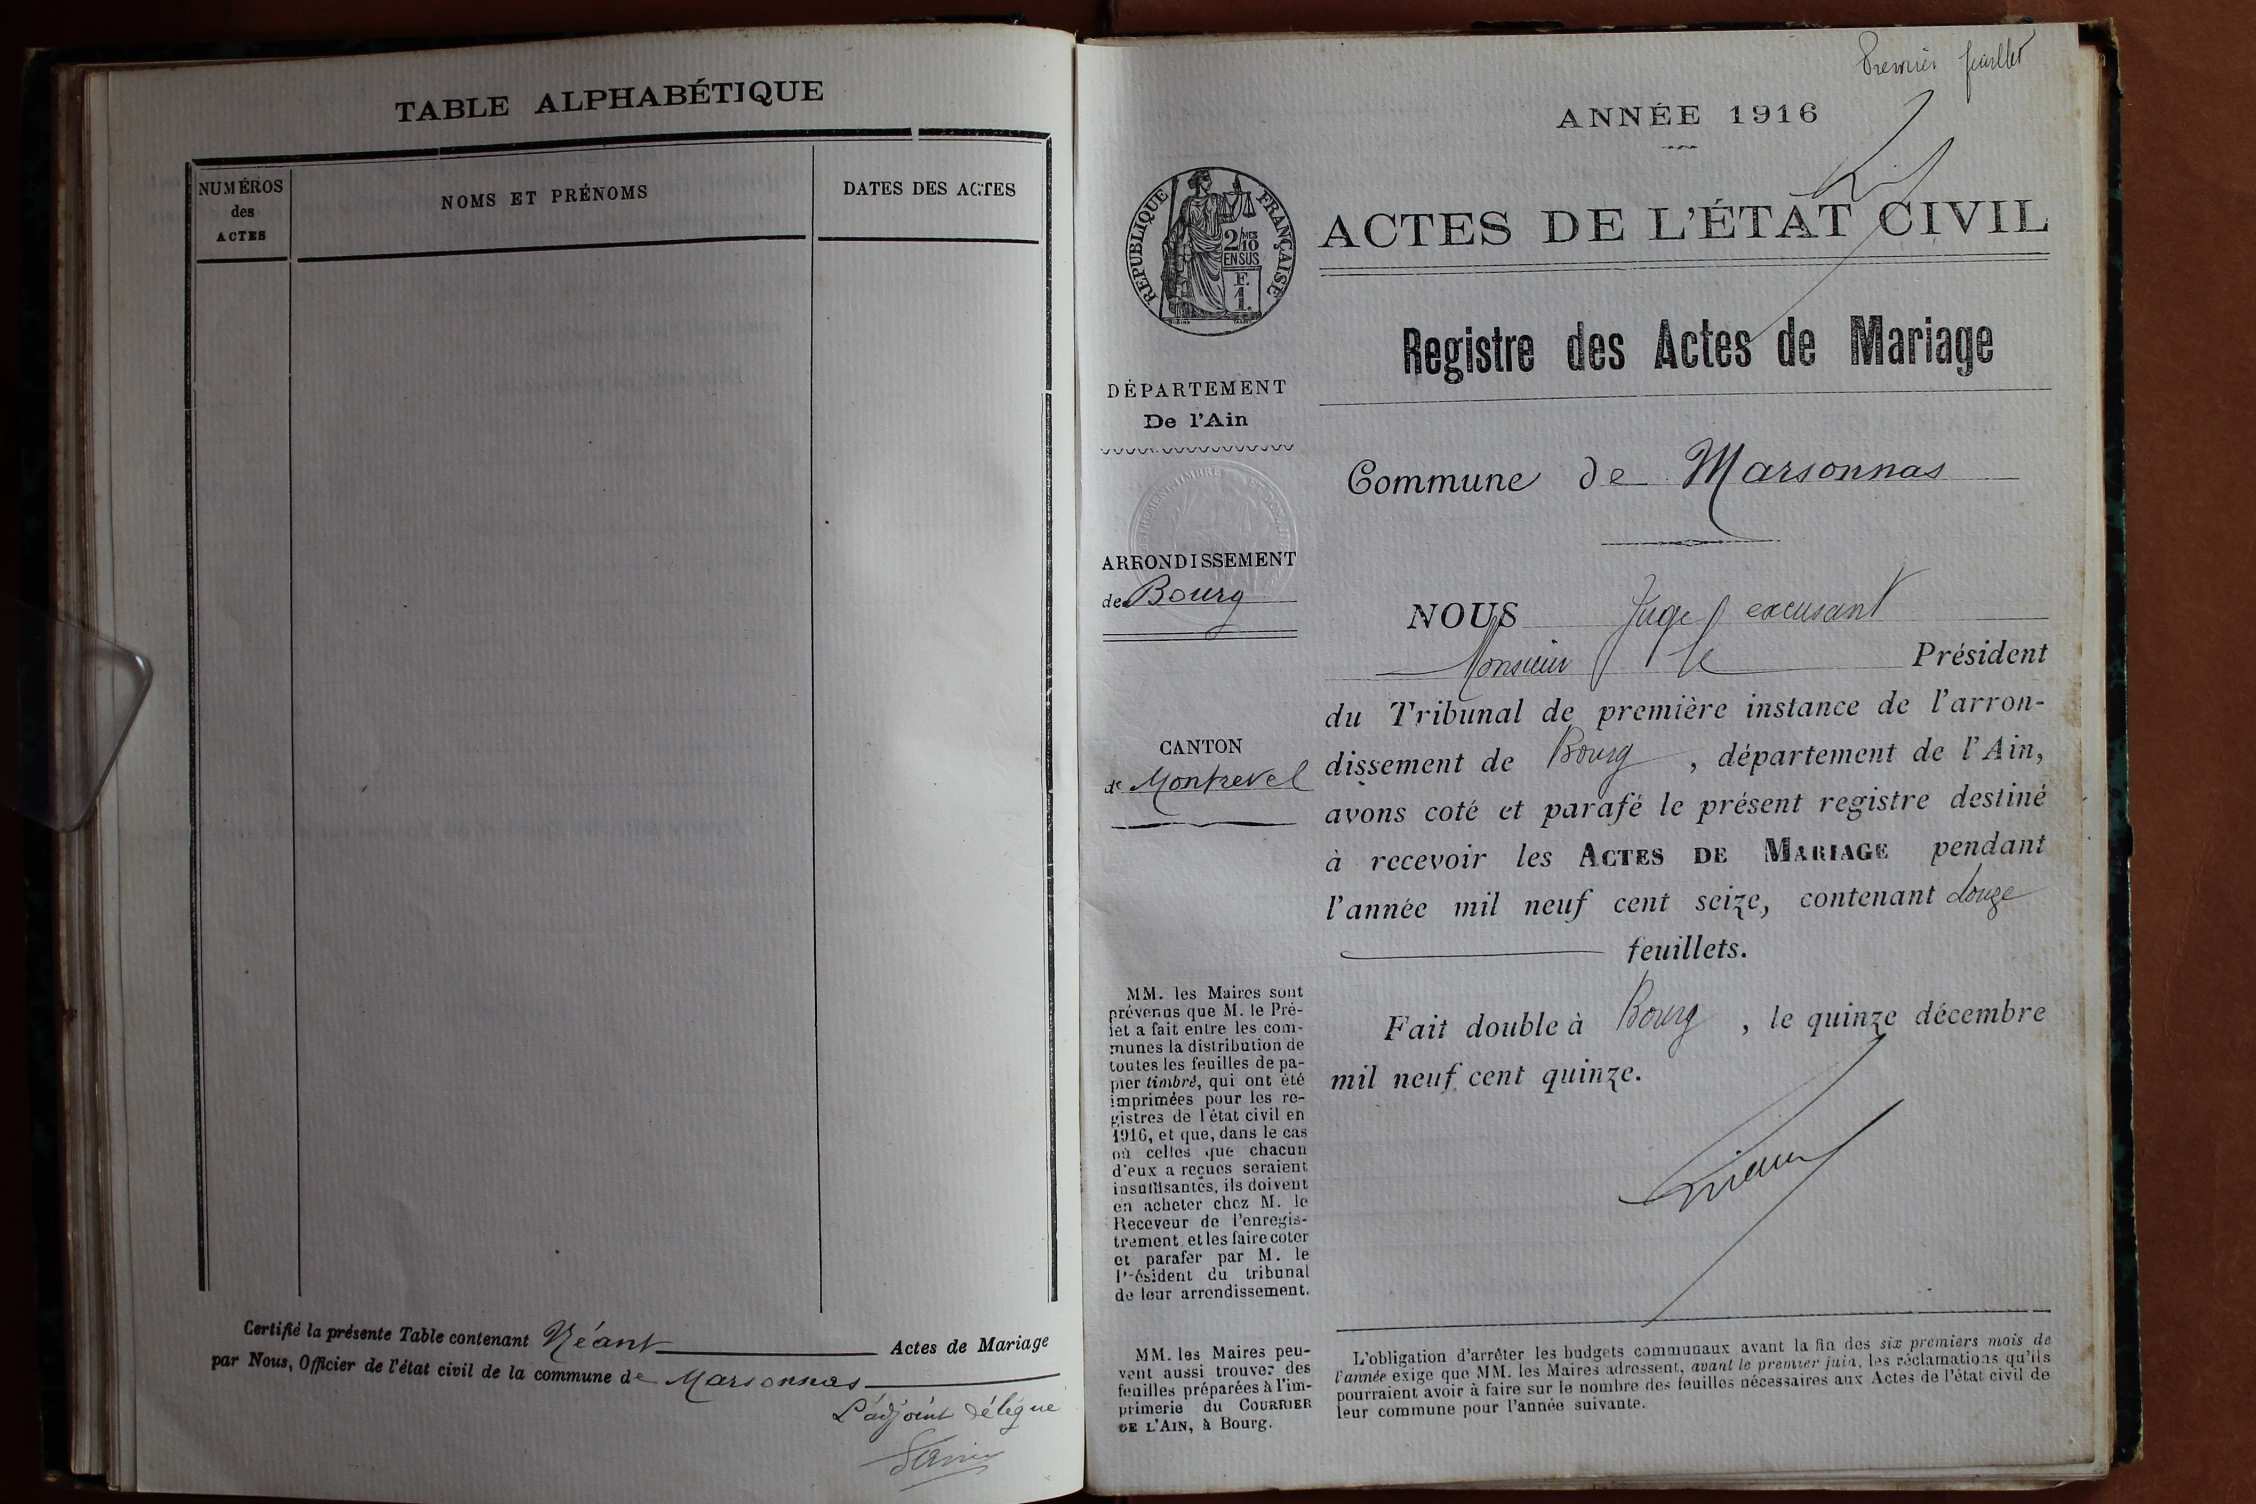 TABLE ALPHABÉTIQUE
NUMÉROS
des
ACTES
NOMS ET PRÉNOMS
DATES DES ACTES
Certifié la présente Table contenant Néant Actes de Mariage
par Nous, Officier de l'état civil de la commune de Marsonnas
L'adjoint délégué
Premier feuillet
ANNÉE 1916
RÉPUBLIQUE FRANÇAISE
2/MES 10
EN SUS
F.
1.
ACTES DE L'ÉTAT CIVIL
Registre des Actes de Mariage
DÉPARTEMENT
De l'Ain
ARRONDISSEMENT
de Bourg
CANTON
de Montrevel
MM. les Maires sont
prévenus que M. le Pré-
fet a fait entre les com-
munes la distribution de
toutes les feuilles de pa-
pier timbré, qui ont été
imprimées pour les re-
gistres de l'état civil en
1916, et que, dans le cas
où celles que chacun
d'eux a reçues seraient
insuffisantes, ils doivent
en acheter chez M. le
Receveur de l'enregis-
trement et les faire coter
et parafer par M. le
Président du tribunal
de leur arrondissement.
MM. les Maires peu-
vent aussi trouver des
feuilles préparées à l'im-
primerie du COURRIER
DE L'AIN, à Bourg.
Commune de Marsonnas
NOUS Juge excusant
Monsieur le Président
du Tribunal de première instance de l'arron-
dissement de Bourg, département de l'Ain,
avons coté et parafé le présent registre destiné
à recevoir les ACTES DE MARIAGE pendant
l'année mil neuf cent seize, contenant douze
feuillets.
Fait double à Bourg, le quinze décembre
mil neuf cent quinze.
L'obligation d'arrêter les budgets communaux avant la fin des six premiers mois de
l'année exige que MM. les Maires adressent, avant le premier juin, les réclamations qu'ils
pourraient avoir à faire sur le nombre des feuilles nécessaires aux Actes de l'état civil de
leur commune pour l'année suivante.